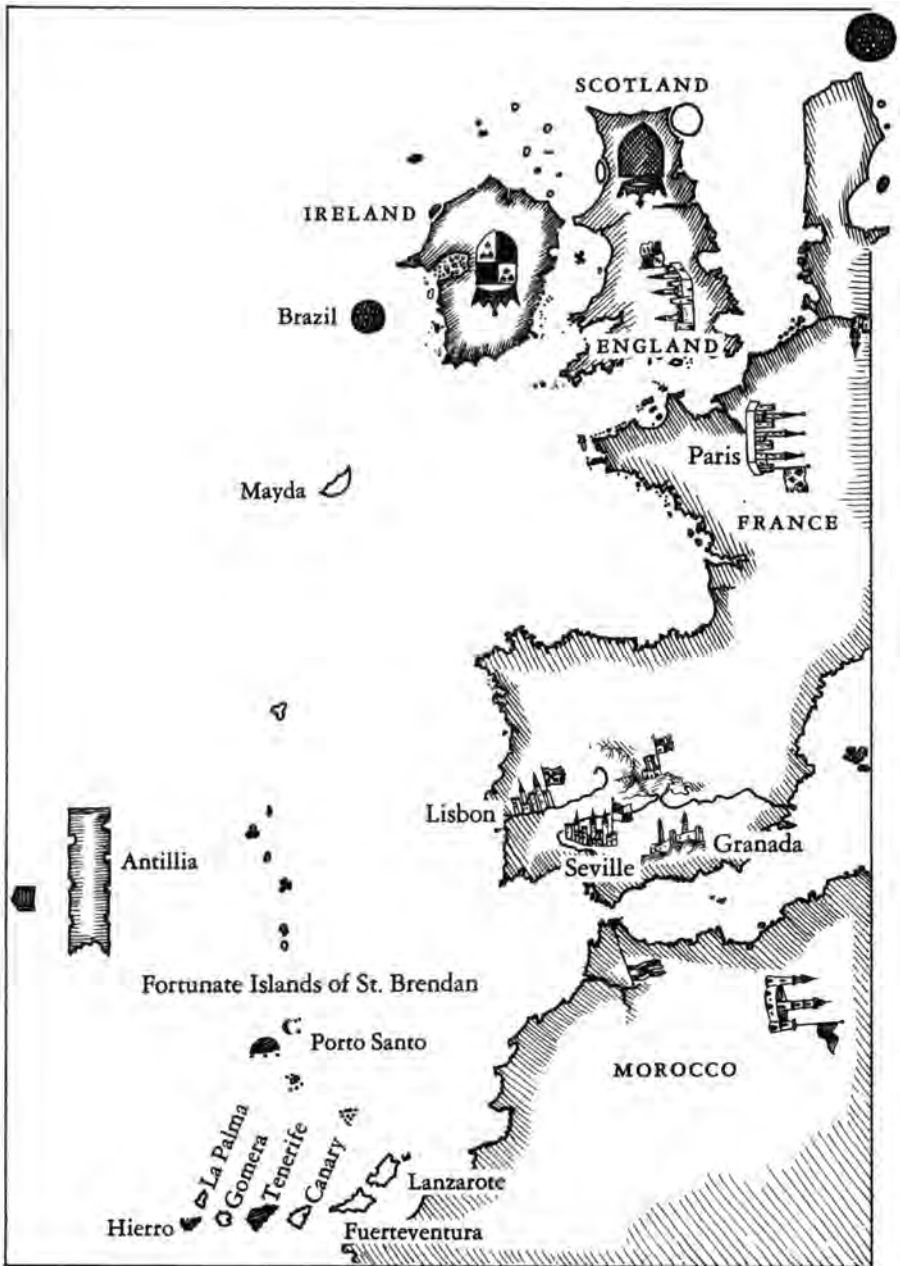 SCOTLAND
IRELAND
Brazil
ENGLAND
Paris
Mayda
FRANCE
Lisbon
Antillia
Seville
Granada
Fortunate Islands of St. Brendan
Porto Santo
MOROCCO
La Palma
Gomera
Tenerife
Canary
Lanzarote
Hierro
Fuerteventura